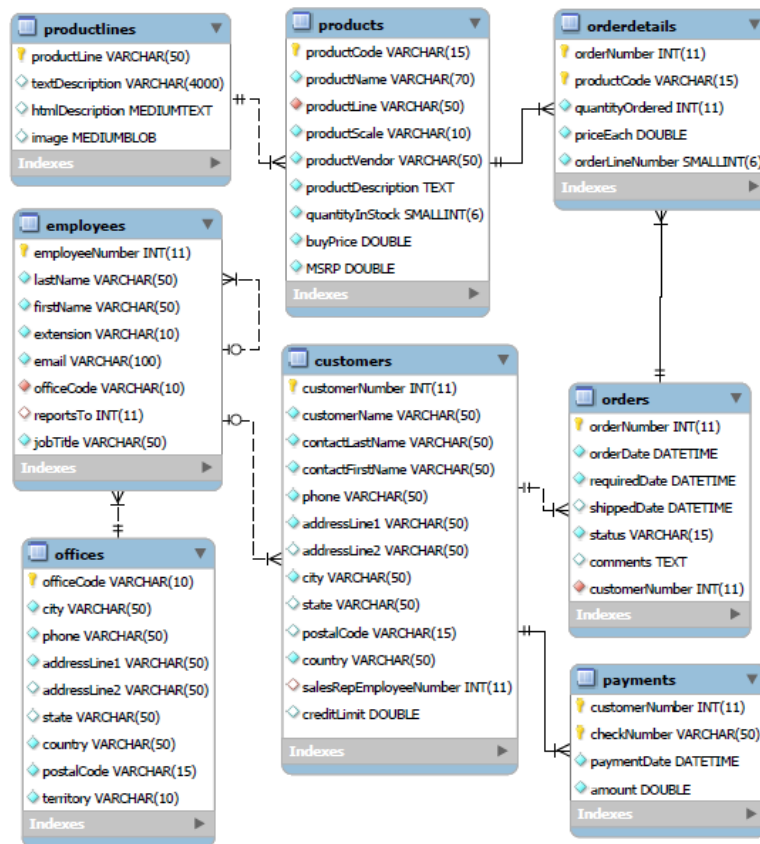 productlines
productLine VARCHAR(50)
textDescription VARCHAR(4000)
htmlDescription MEDIUMTEXT
image MEDIUMBLOB
Indexes
products
productCode VARCHAR(15)
productName VARCHAR(70)
productLine VARCHAR(50)
productScale VARCHAR(10)
productVendor VARCHAR(50)
productDescription TEXT
quantityInStock SMALLINT(6)
buyPrice DOUBLE
MSRP DOUBLE
Indexes
orderdetails
orderNumber INT(11)
productCode VARCHAR(15)
quantityOrdered INT(11)
priceEach DOUBLE
orderLineNumber SMALLINT(6)
Indexes
employees
employeeNumber INT(11)
lastName VARCHAR(50)
firstName VARCHAR(50)
extension VARCHAR(10)
email VARCHAR(100)
officeCode VARCHAR(10)
reportsTo INT(11)
jobTitle VARCHAR(50)
Indexes
customers
customerNumber INT(11)
customerName VARCHAR(50)
contactLastName VARCHAR(50)
contactFirstName VARCHAR(50)
phone VARCHAR(50)
addressLine1 VARCHAR(50)
addressLine2 VARCHAR(50)
city VARCHAR(50)
state VARCHAR(50)
postalCode VARCHAR(15)
country VARCHAR(50)
salesRepEmployeeNumber INT(11)
creditLimit DOUBLE
Indexes
orders
orderNumber INT(11)
orderDate DATETIME
requiredDate DATETIME
shippedDate DATETIME
status VARCHAR(15)
comments TEXT
customerNumber INT(11)
Indexes
offices
officeCode VARCHAR(10)
city VARCHAR(50)
phone VARCHAR(50)
addressLine1 VARCHAR(50)
addressLine2 VARCHAR(50)
state VARCHAR(50)
country VARCHAR(50)
postalCode VARCHAR(15)
territory VARCHAR(10)
Indexes
payments
customerNumber INT(11)
checkNumber VARCHAR(50)
paymentDate DATETIME
amount DOUBLE
Indexes